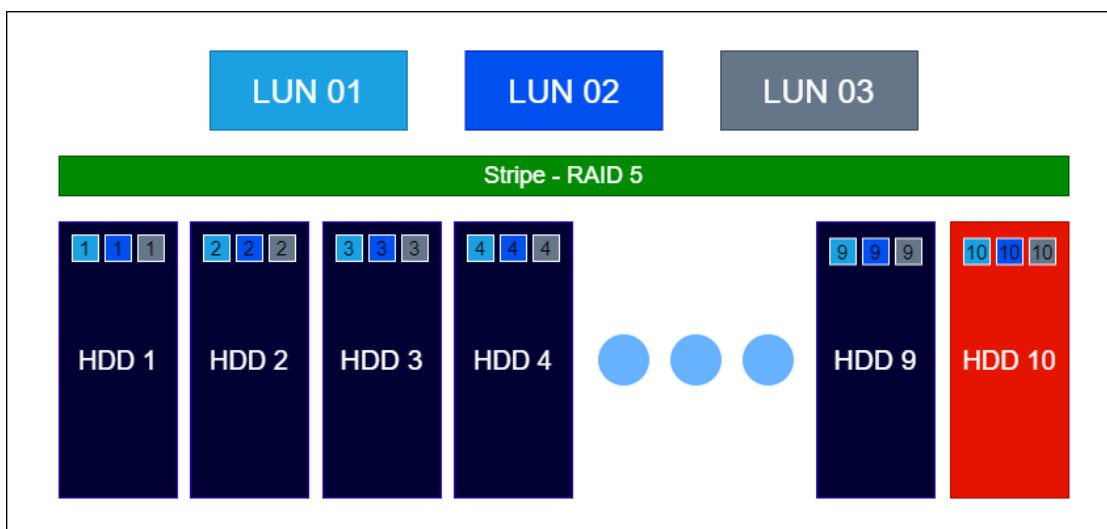 LUN 01 LUN 02 LUN 03
Stripe - RAID 5
1 1 1 2 2 2 3 3 3 4 4 4 9 9 9 10 10 10
HDD 1 HDD 2 HDD 3 HDD 4 HDD 9 HDD 10